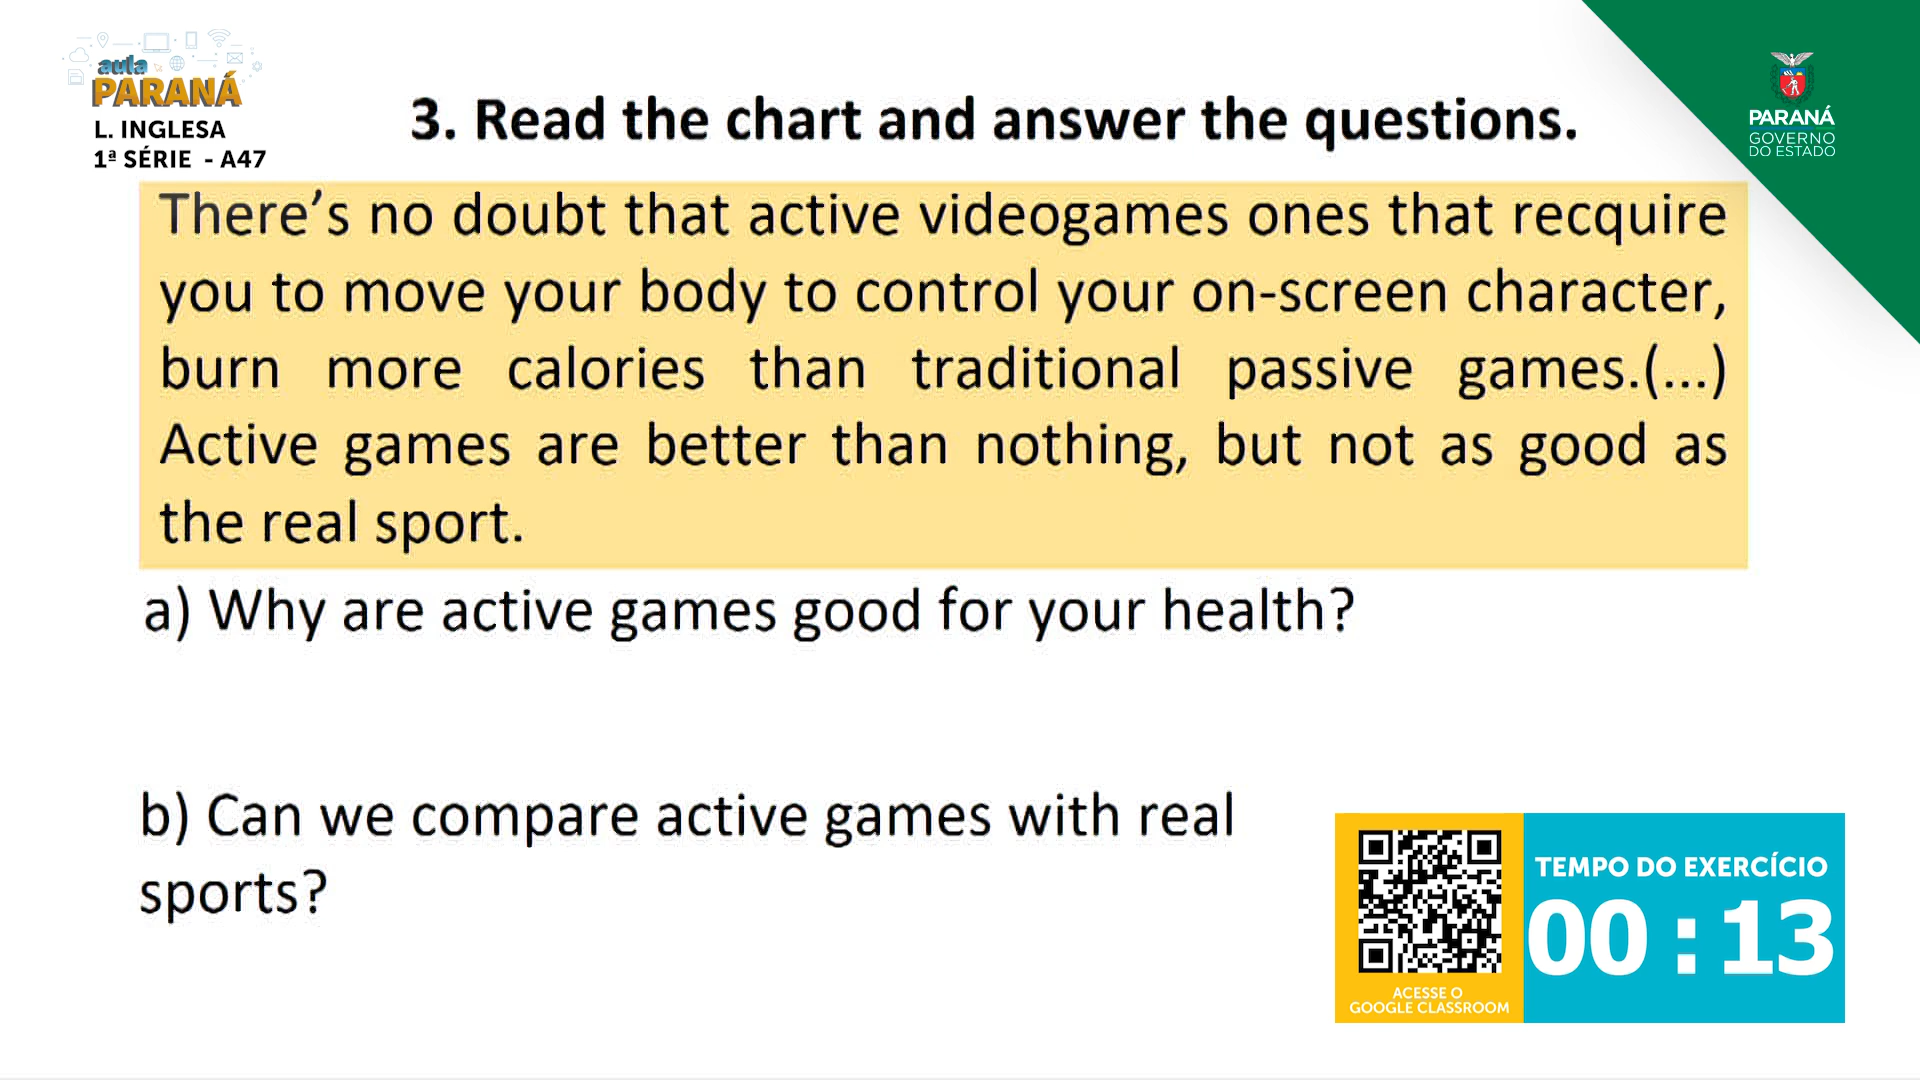 aula
PARANÁ
L. INGLESA
1ª SÉRIE - A47
3. Read the chart and answer the questions.
PARANÁ
GOVERNO
DO ESTADO
There’s no doubt that active videogames ones that recquire
you to move your body to control your on-screen character,
burn more calories than traditional passive games.(...)
Active games are better than nothing, but not as good as
the real sport.
a) Why are active games good for your health?
b) Can we compare active games with real
sports?
TEMPO DO EXERCÍCIO
00 : 13
ACESSE O
GOOGLE CLASSROOM